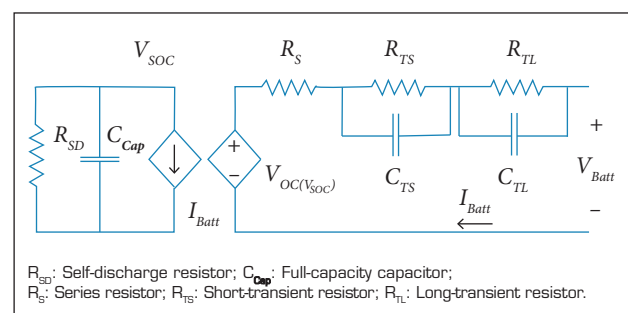 V_SOC
R_S
R_TS
R_TL
R_SD
C_Cap
+
−
V_OC(V_SOC)
C_TS
C_TL
+
V_Batt
−
I_Batt
I_Batt
R_SD: Self-discharge resistor; C_Cap: Full-capacity capacitor;
R_S: Series resistor; R_TS: Short-transient resistor; R_TL: Long-transient resistor.